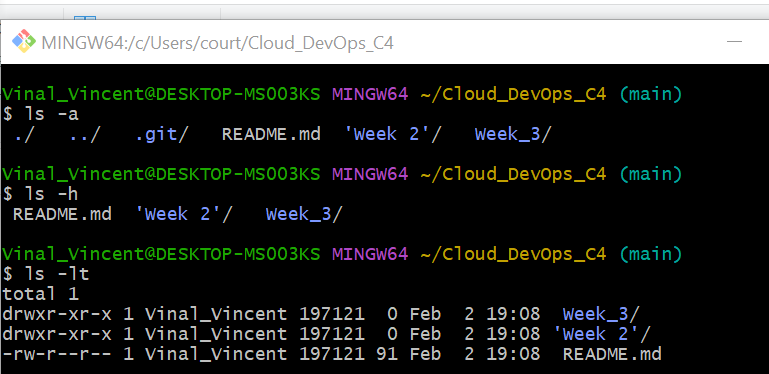 MINGW64:/c/Users/court/Cloud_DevOps_C4
Vinal_Vincent@DESKTOP-MSOO3KS MINGW64 ~/Cloud_DevOps_C4 (main)
$ ls -a
./   ../   .git/   README.md  'Week 2'/   Week_3/
Vinal_Vincent@DESKTOP-MSOO3KS MINGW64 ~/Cloud_DevOps_C4 (main)
$ ls -h
README.md  'Week 2'/   Week_3/
Vinal_Vincent@DESKTOP-MSOO3KS MINGW64 ~/Cloud_DevOps_C4 (main)
$ ls -lt
total 1
drwxr-xr-x 1 Vinal_Vincent 197121  0 Feb  2 19:08  Week_3/
drwxr-xr-x 1 Vinal_Vincent 197121  0 Feb  2 19:08 'Week 2'/
-rw-r--r-- 1 Vinal_Vincent 197121 91 Feb  2 19:08  README.md